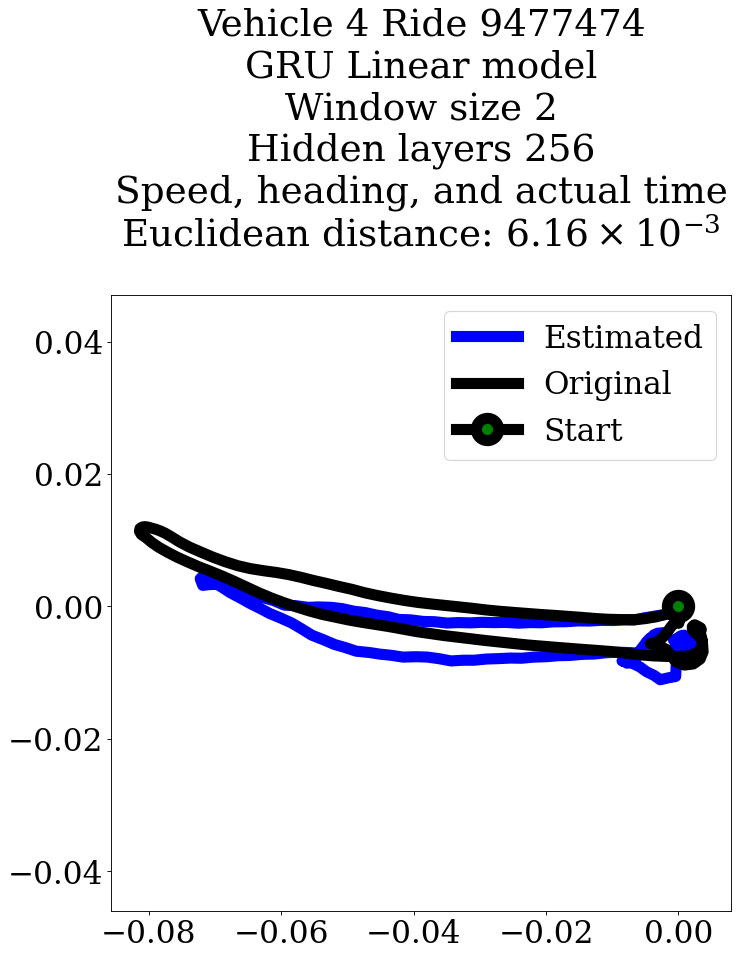 Vehicle 4 Ride 9477474
GRU Linear model
Window size 2
Hidden layers 256
Speed, heading, and actual time
Euclidean distance: 6.16 × 10⁻³
Estimated
Original
Start
0.04
0.02
0.00
−0.02
−0.04
−0.08 −0.06 −0.04 −0.02 0.00